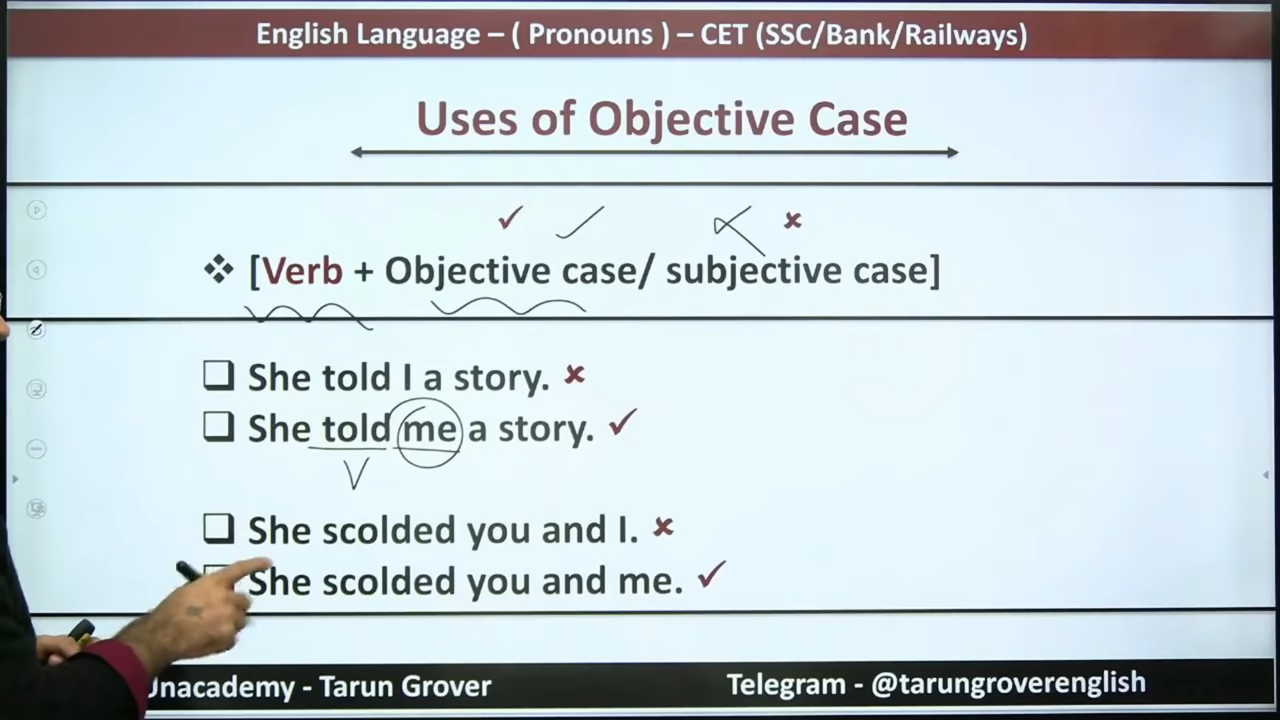 English Language – ( Pronouns ) – CET (SSC/Bank/Railways)
Uses of Objective Case
❖ [Verb + Objective case/ subjective case]
❑ She told I a story. ✗
❑ She told me a story. ✓
V
❑ She scolded you and I. ✗
❑ She scolded you and me. ✓
Unacademy - Tarun Grover
Telegram - @tarungroverenglish